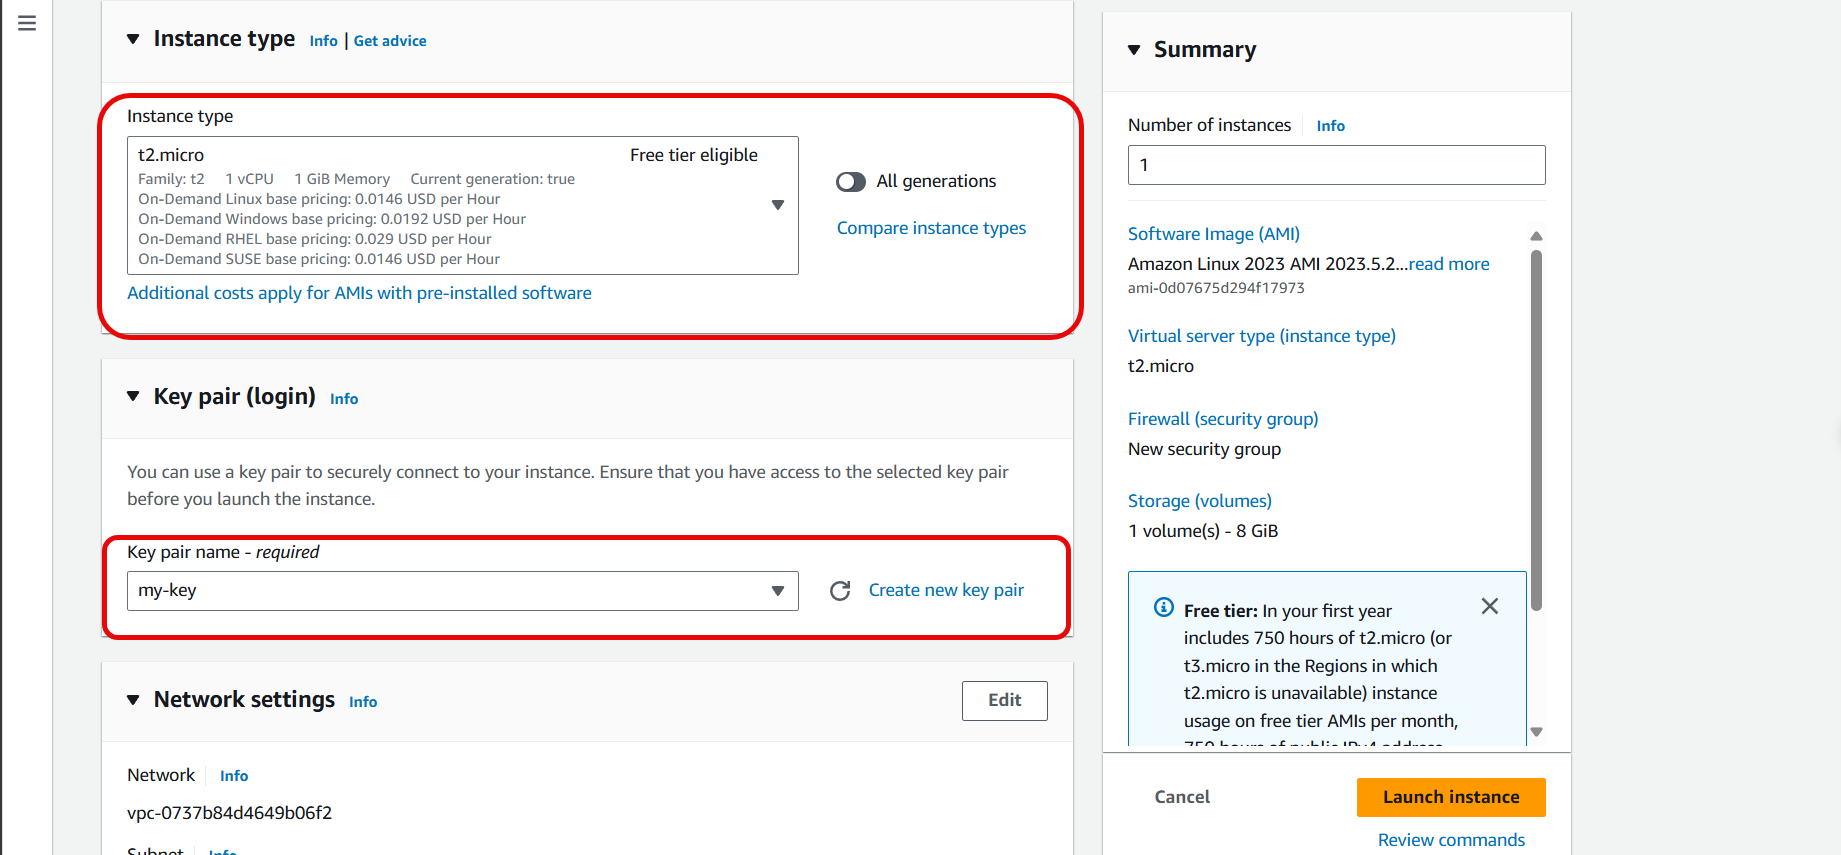 Instance type Info | Get advice
Instance type
t2.micro Free tier eligible
Family: t2 1 vCPU 1 GiB Memory Current generation: true
On-Demand Linux base pricing: 0.0146 USD per Hour
On-Demand Windows base pricing: 0.0192 USD per Hour
On-Demand RHEL base pricing: 0.029 USD per Hour
On-Demand SUSE base pricing: 0.0146 USD per Hour
All generations
Compare instance types
Additional costs apply for AMIs with pre-installed software
Key pair (login) Info
You can use a key pair to securely connect to your instance. Ensure that you have access to the selected key pair
before you launch the instance.
Key pair name - required
my-key
Create new key pair
Network settings Info
Edit
Network Info
vpc-0737b84d4649b06f2
Subnet Info
Summary
Number of instances Info
1
Software Image (AMI)
Amazon Linux 2023 AMI 2023.5.2...read more
ami-0d07675d294f17973
Virtual server type (instance type)
t2.micro
Firewall (security group)
New security group
Storage (volumes)
1 volume(s) - 8 GiB
Free tier: In your first year
includes 750 hours of t2.micro (or
t3.micro in the Regions in which
t2.micro is unavailable) instance
usage on free tier AMIs per month,
750 hours of public IPv4 address
Cancel
Launch instance
Review commands